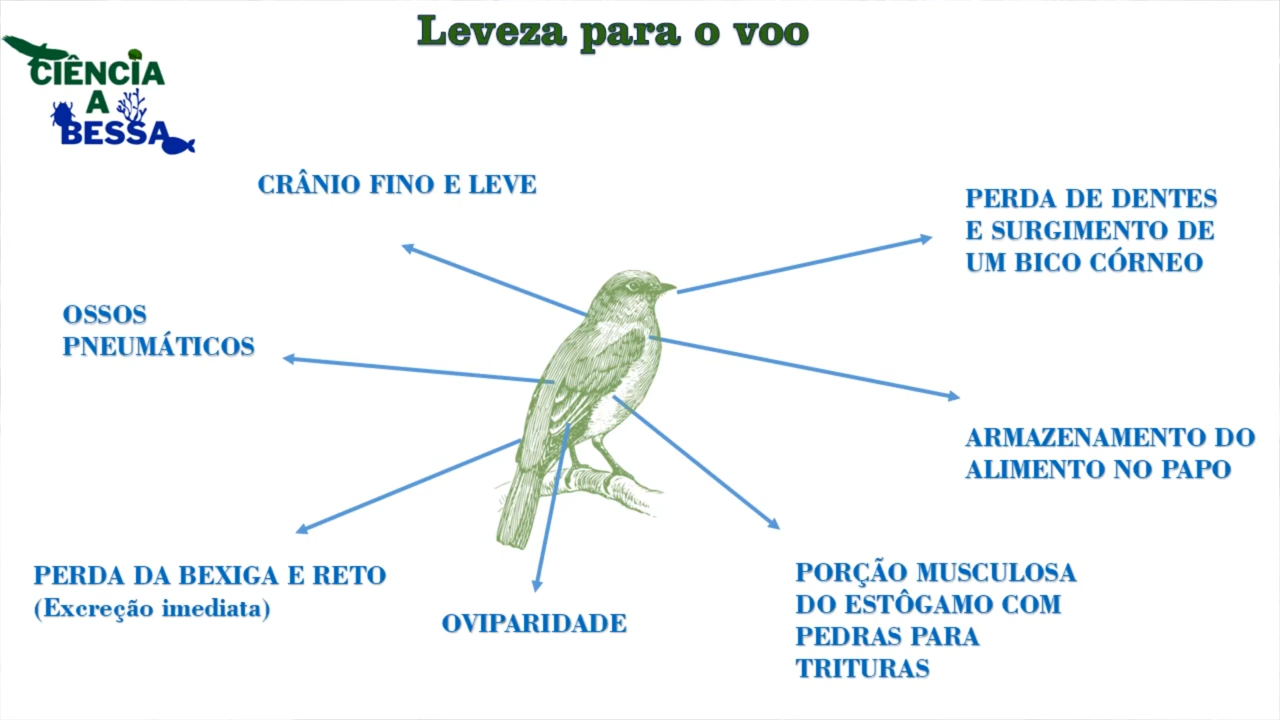 Leveza para o voo
CIÊNCIA
A
BESSA
CRÂNIO FINO E LEVE
PERDA DE DENTES
E SURGIMENTO DE
UM BICO CÓRNEO
OSSOS
PNEUMÁTICOS
ARMAZENAMENTO DO
ALIMENTO NO PAPO
PERDA DA BEXIGA E RETO
(Excreção imediata)
OVIPARIDADE
PORÇÃO MUSCULOSA
DO ESTÔGAMO COM
PEDRAS PARA
TRITURAS